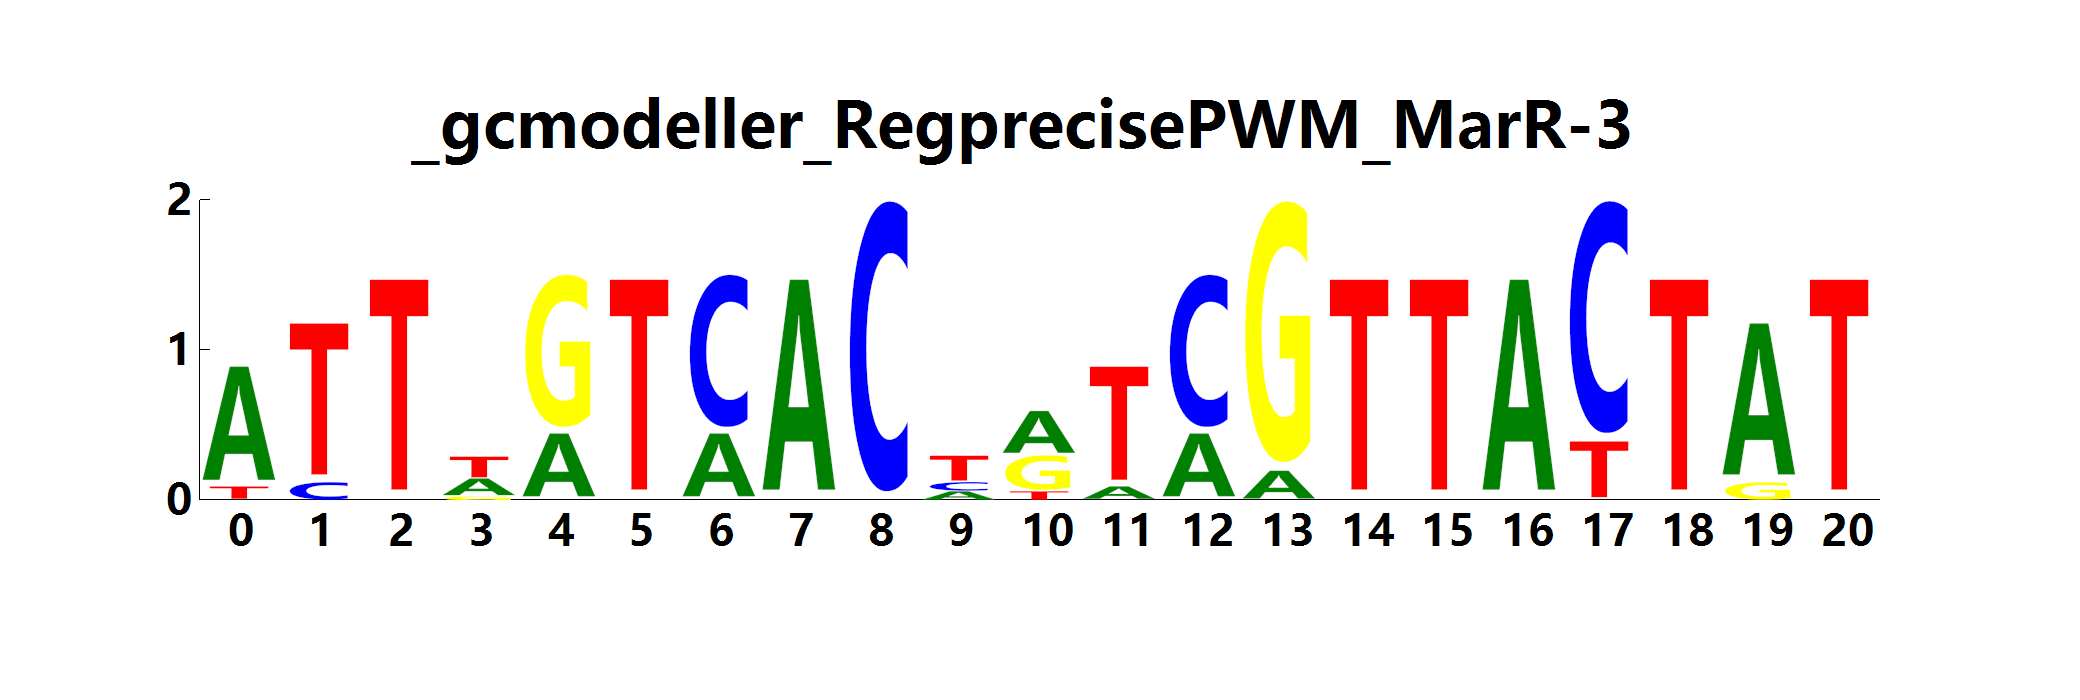 _gcmodeller_RegprecisePWM_MarR-3
2
1
0
A T T T G T C A C T A T C G T T A C T A T
T C A A A C G A A A T G
G A T
0 1 2 3 4 5 6 7 8 9 10 11 12 13 14 15 16 17 18 19 20